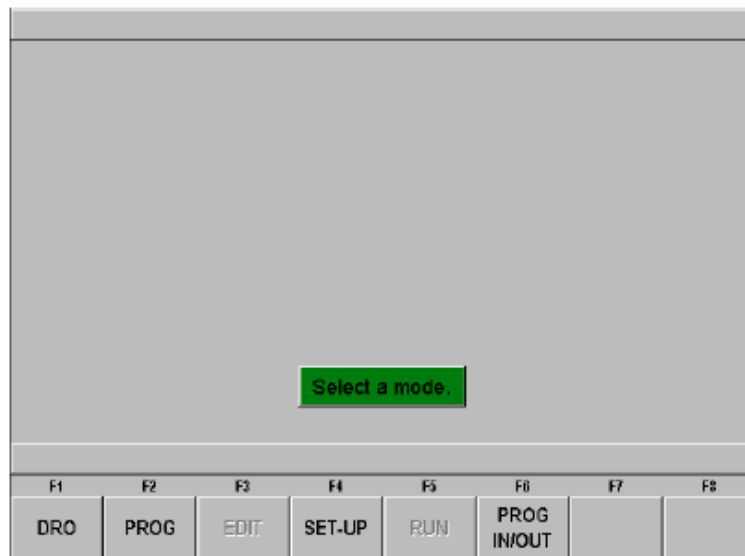 Select a mode.
F1 F2 F3 F4 F5 F6 F7 F8
DRO PROG EDIT SET-UP RUN PROG IN/OUT